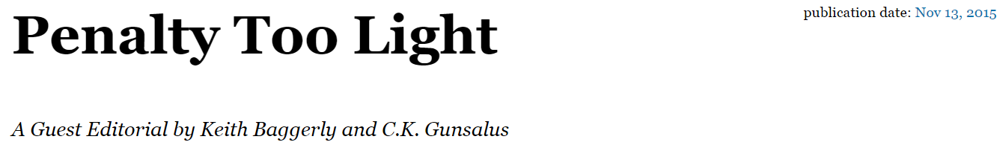 Penalty Too Light
publication date: Nov 13, 2015
A Guest Editorial by Keith Baggerly and C.K. Gunsalus